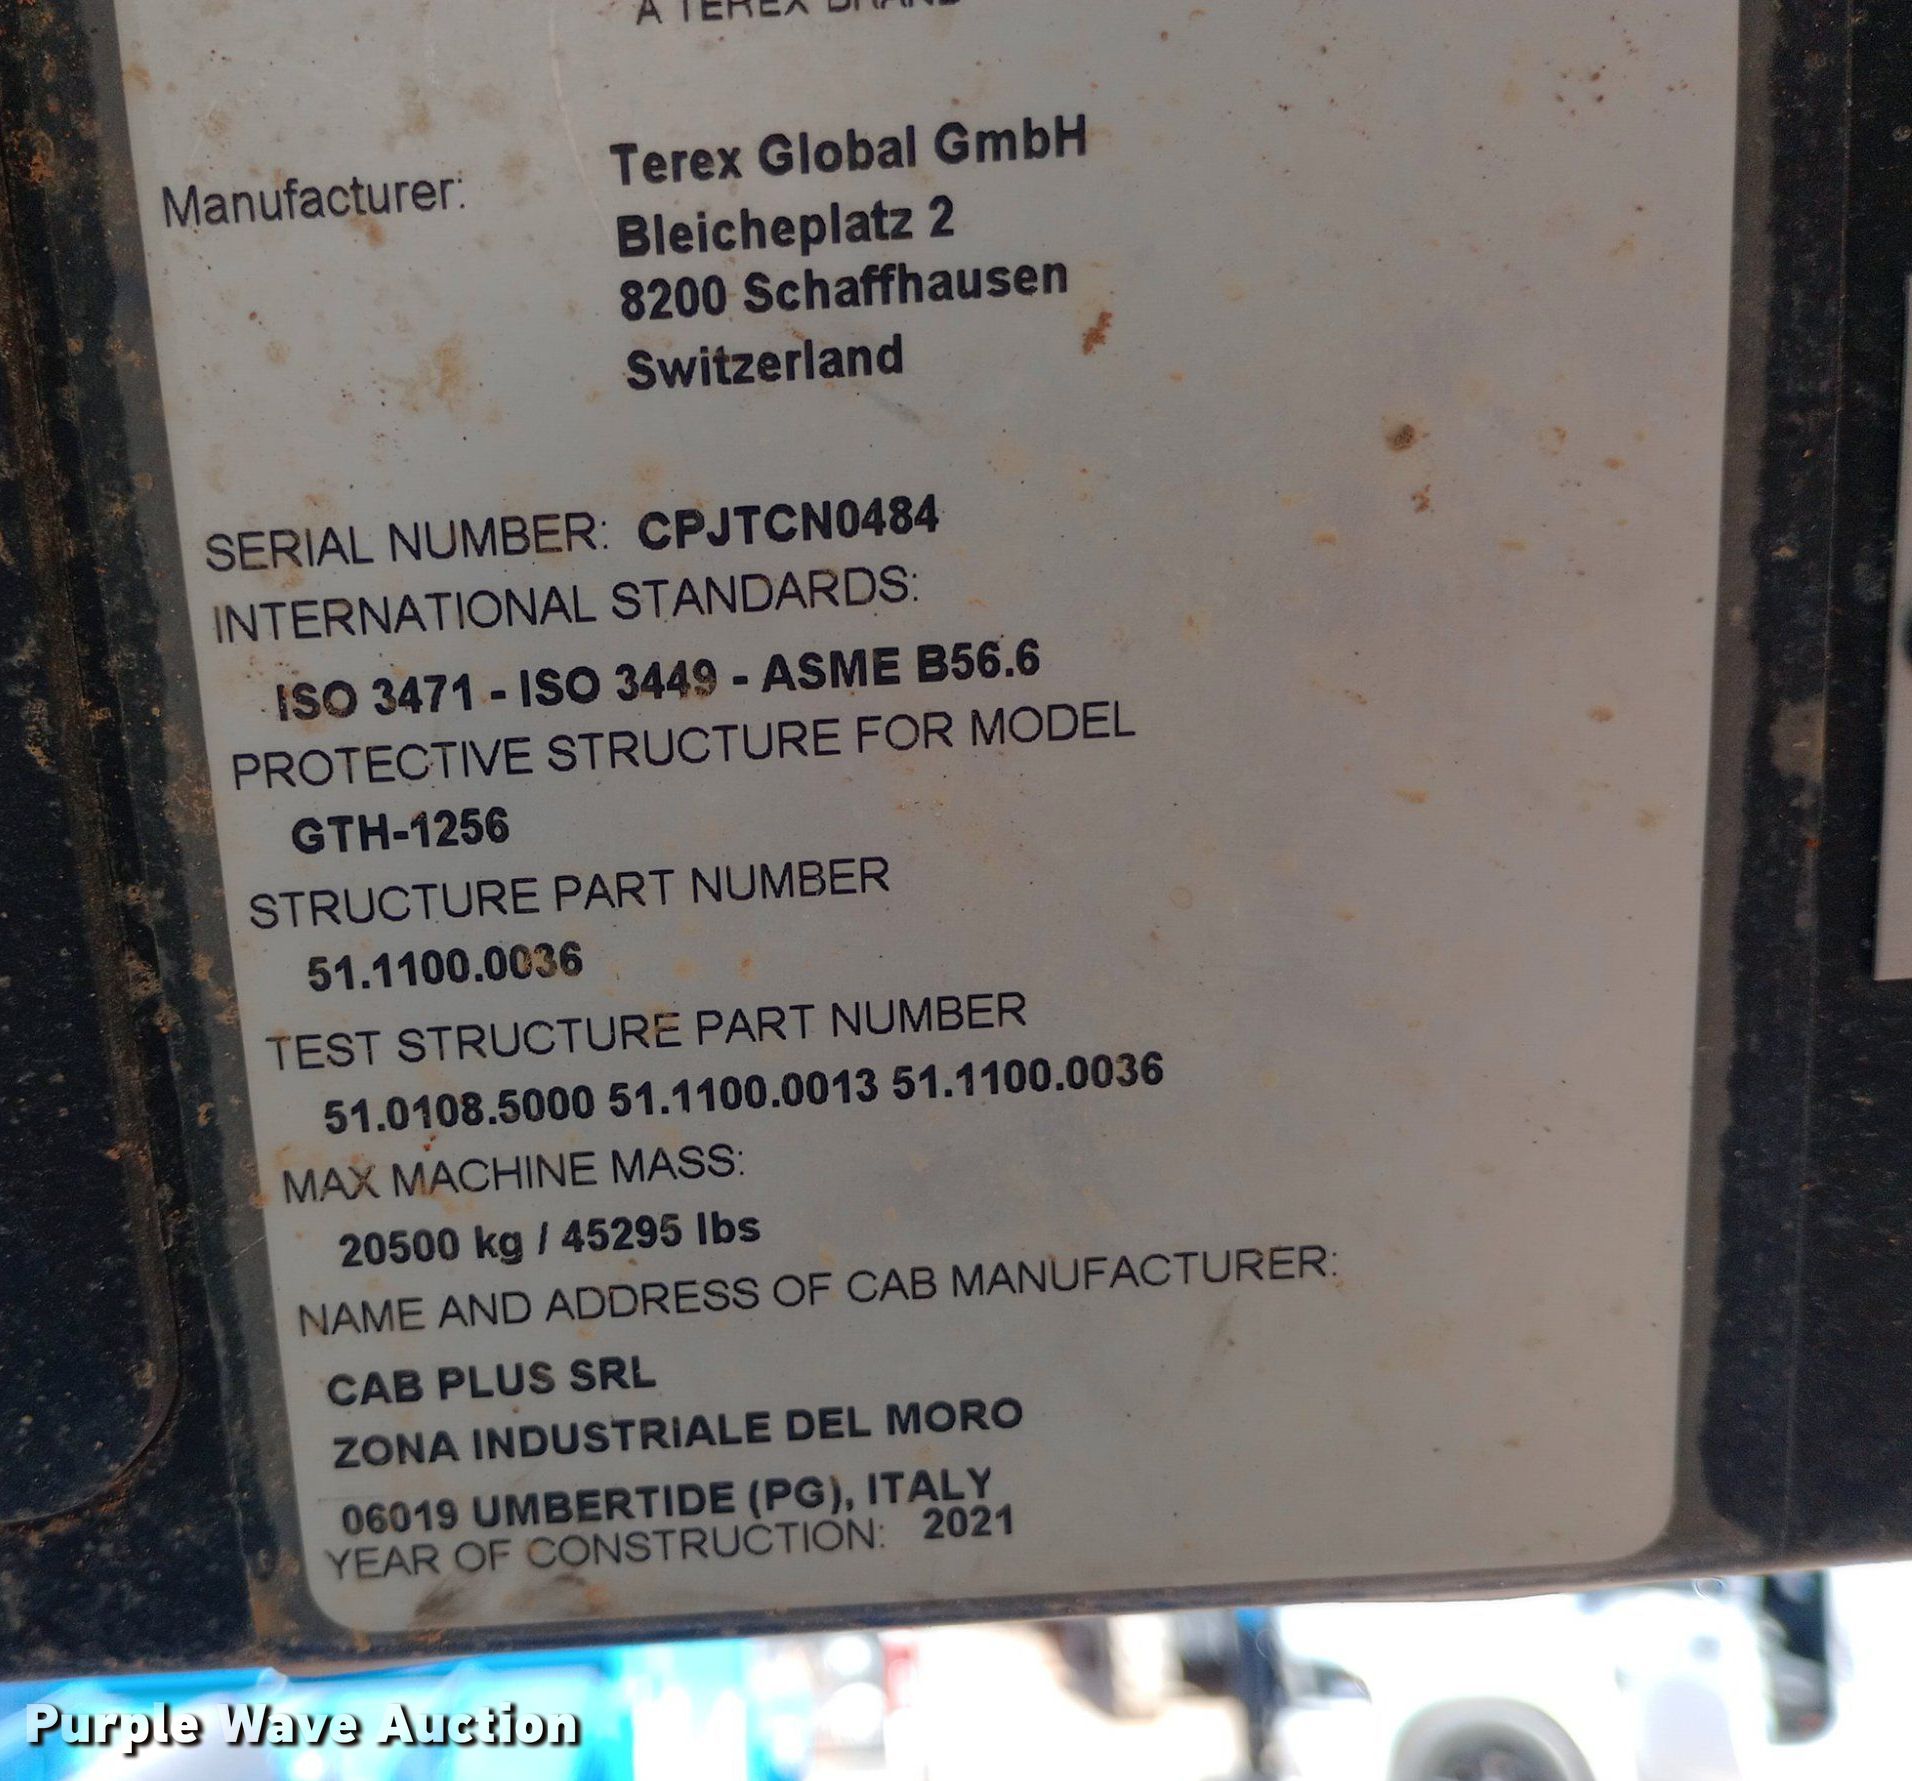 A TEREX BRAND
Manufacturer:
Terex Global GmbH
Bleicheplatz 2
8200 Schaffhausen
Switzerland
SERIAL NUMBER: CPJTCN0484
INTERNATIONAL STANDARDS:
ISO 3471 - ISO 3449 - ASME B56.6
PROTECTIVE STRUCTURE FOR MODEL
GTH-1256
STRUCTURE PART NUMBER
51.1100.0036
TEST STRUCTURE PART NUMBER
51.0108.5000 51.1100.0013 51.1100.0036
MAX MACHINE MASS:
20500 kg / 45295 lbs
NAME AND ADDRESS OF CAB MANUFACTURER:
CAB PLUS SRL
ZONA INDUSTRIALE DEL MORO
06019 UMBERTIDE (PG), ITALY
YEAR OF CONSTRUCTION: 2021
Purple Wave Auction